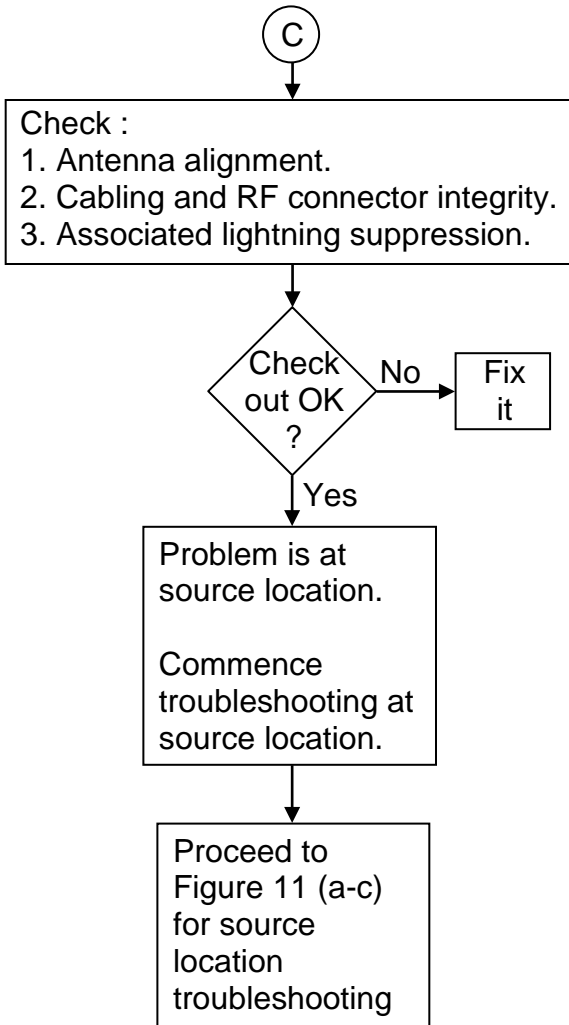 C
Check :
1. Antenna alignment.
2. Cabling and RF connector integrity.
3. Associated lightning suppression.
Check
out OK
?
No
Fix
it
Yes
Problem is at
source location.
Commence
troubleshooting at
source location.
Proceed to
Figure 11 (a-c)
for source
location
troubleshooting